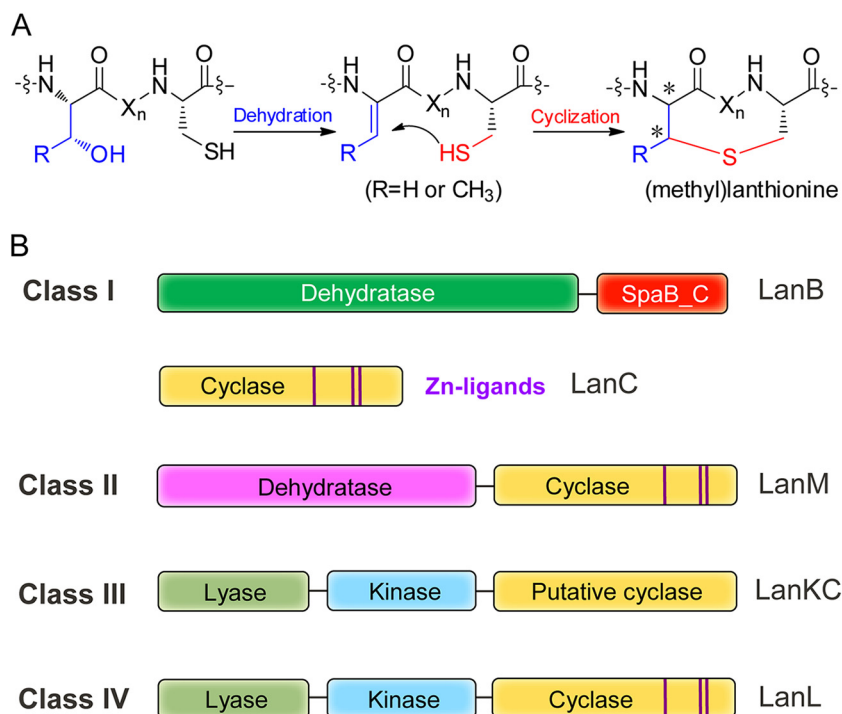 A
H N O X n H N O R OH SH
Dehydration
H N O X n H N O R HS
Cyclization
H N * O X n H N O * R S
(R=H or CH3)
(methyl)lanthionine
B
Class I Dehydratase SpaB_C LanB
Cyclase Zn-ligands LanC
Class II Dehydratase Cyclase LanM
Class III Lyase Kinase Putative cyclase LanKC
Class IV Lyase Kinase Cyclase LanL